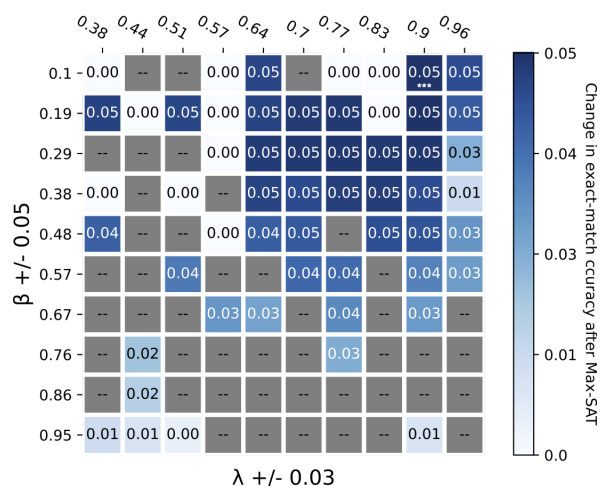 0.38 0.44 0.51 0.57 0.64 0.7 0.77 0.83 0.9 0.96
0.1 0.00 -- -- 0.00 0.05 -- 0.00 0.00 0.05 0.05
***
0.19 0.05 0.00 0.05 0.00 0.05 0.05 0.05 0.00 0.05 0.05
0.29 -- -- -- 0.00 0.05 0.05 0.05 0.05 0.05 0.03
0.38 0.00 -- 0.00 -- 0.05 0.05 0.05 0.05 0.05 0.01
0.48 0.04 -- -- 0.00 0.04 0.05 -- 0.05 0.05 0.03
0.57 -- -- 0.04 -- -- 0.04 0.04 -- 0.04 0.03
0.67 -- -- -- 0.03 0.03 -- 0.04 -- 0.03 --
0.76 -- 0.02 -- -- -- -- 0.03 -- -- --
0.86 -- 0.02 -- -- -- -- -- -- -- --
0.95 0.01 0.01 0.00 -- -- -- -- -- 0.01 --
β +/- 0.05
λ +/- 0.03
0.05
0.04
0.03
0.01
0.0
Change in exact-match ccuracy after Max-SAT